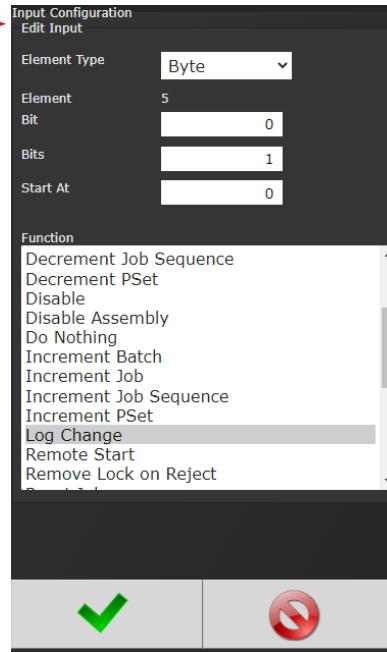 Input Configuration
Edit Input
Element Type Byte
Element 5
Bit 0
Bits 1
Start At 0
Function
Decrement Job Sequence
Decrement PSet
Disable
Disable Assembly
Do Nothing
Increment Batch
Increment Job
Increment Job Sequence
Increment PSet
Log Change
Remote Start
Remove Lock on Reject